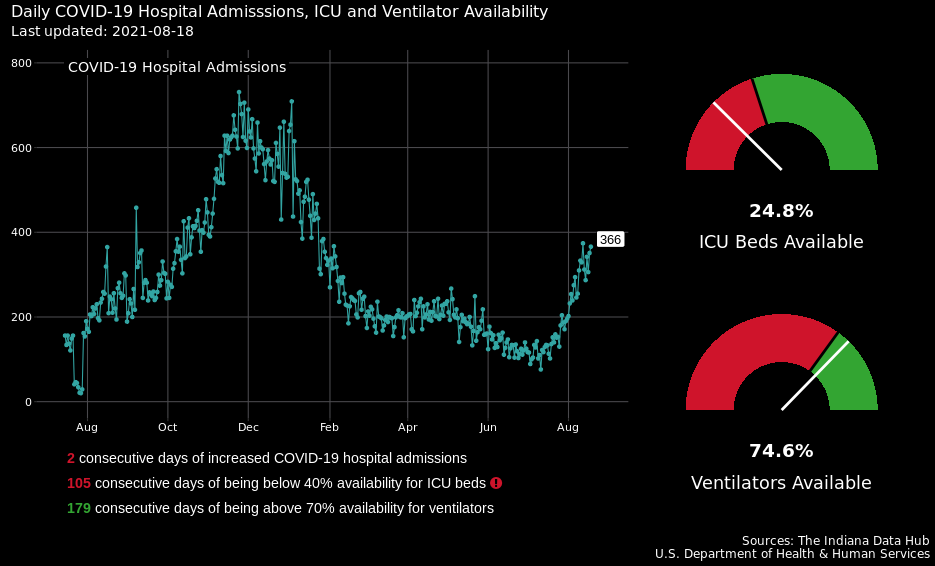 Daily COVID-19 Hospital Admisssions, ICU and Ventilator Availability
Last updated: 2021-08-18
COVID-19 Hospital Admissions
800
600
400
200
0
366
Aug Oct Dec Feb Apr Jun Aug
24.8%
ICU Beds Available
74.6%
Ventilators Available
2 consecutive days of increased COVID-19 hospital admissions
105 consecutive days of being below 40% availability for ICU beds
179 consecutive days of being above 70% availability for ventilators
Sources: The Indiana Data Hub
U.S. Department of Health & Human Services